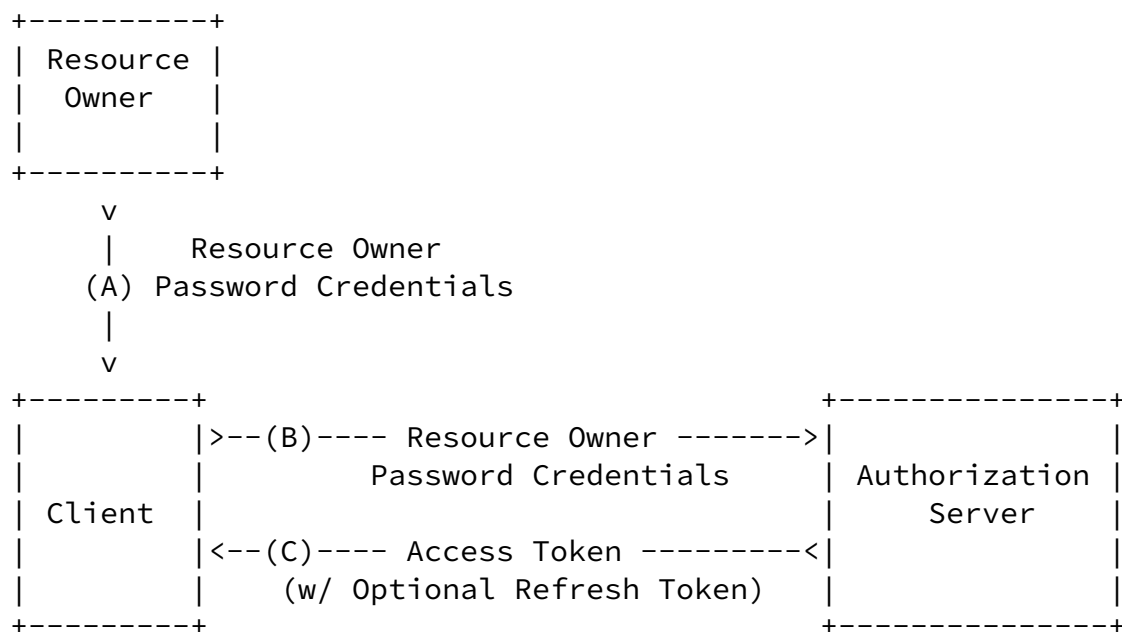 +----------+
| Resource |
|  Owner   |
|          |
+----------+
     v
     |    Resource Owner
    (A) Password Credentials
     |
     v
+---------+                                  +---------------+
|         |>--(B)---- Resource Owner ------->|               |
|         |         Password Credentials     | Authorization |
| Client  |                                  |     Server    |
|         |<--(C)---- Access Token ---------<|               |
|         |    (w/ Optional Refresh Token)   |               |
+---------+                                  +---------------+